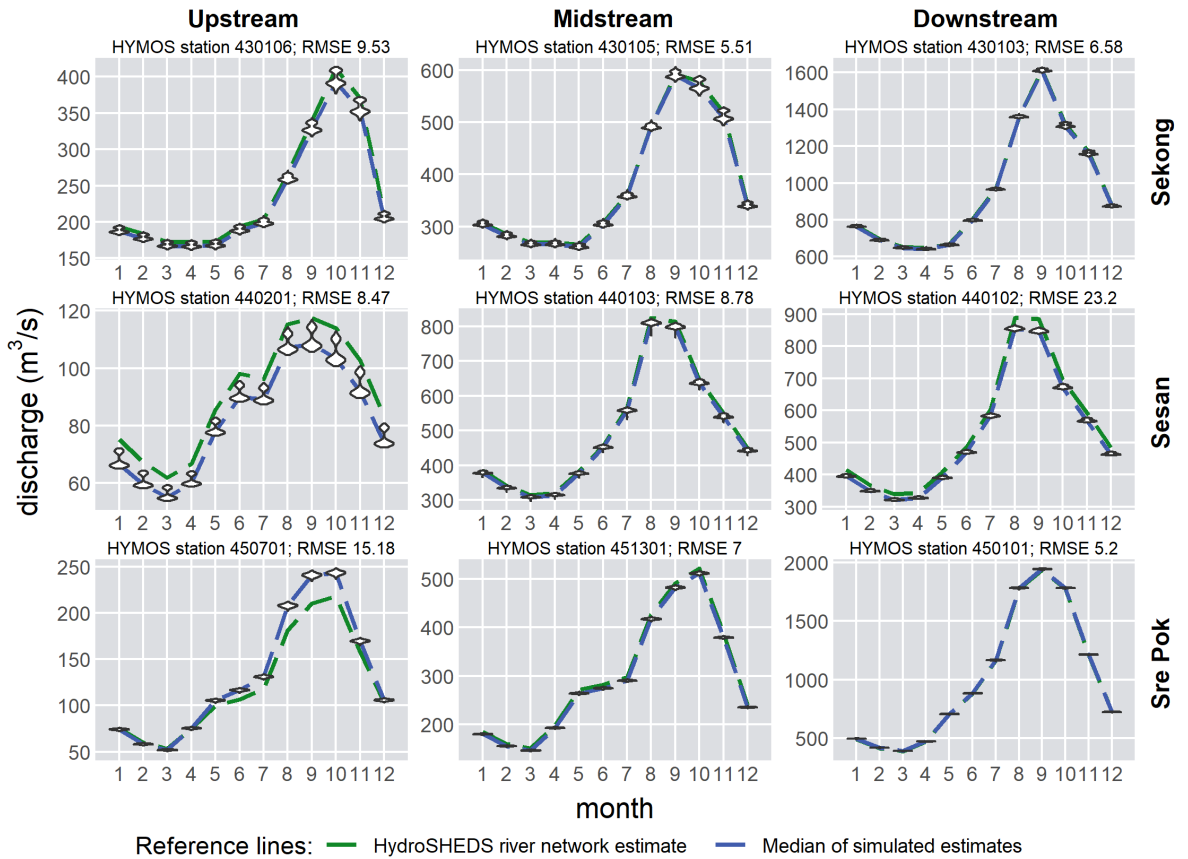 Upstream Midstream Downstream
HYMOS station 430106; RMSE 9.53
HYMOS station 430105; RMSE 5.51
HYMOS station 430103; RMSE 6.58
400
350
300
250
200
150
600
500
400
300
1600
1400
1200
1000
800
600
Sekong
1 2 3 4 5 6 7 8 9 10 11 12
1 2 3 4 5 6 7 8 9 10 11 12
1 2 3 4 5 6 7 8 9 10 11 12
HYMOS station 440201; RMSE 8.47
HYMOS station 440103; RMSE 8.78
HYMOS station 440102; RMSE 23.2
discharge (m³/s)
120
100
80
60
800
700
600
500
400
300
900
800
700
600
500
400
300
Sesan
1 2 3 4 5 6 7 8 9 10 11 12
1 2 3 4 5 6 7 8 9 10 11 12
1 2 3 4 5 6 7 8 9 10 11 12
HYMOS station 450701; RMSE 15.18
HYMOS station 451301; RMSE 7
HYMOS station 450101; RMSE 5.2
250
200
150
100
50
500
400
300
200
2000
1500
1000
500
Sre Pok
1 2 3 4 5 6 7 8 9 10 11 12
1 2 3 4 5 6 7 8 9 10 11 12
1 2 3 4 5 6 7 8 9 10 11 12
month
Reference lines: HydroSHEDS river network estimate Median of simulated estimates